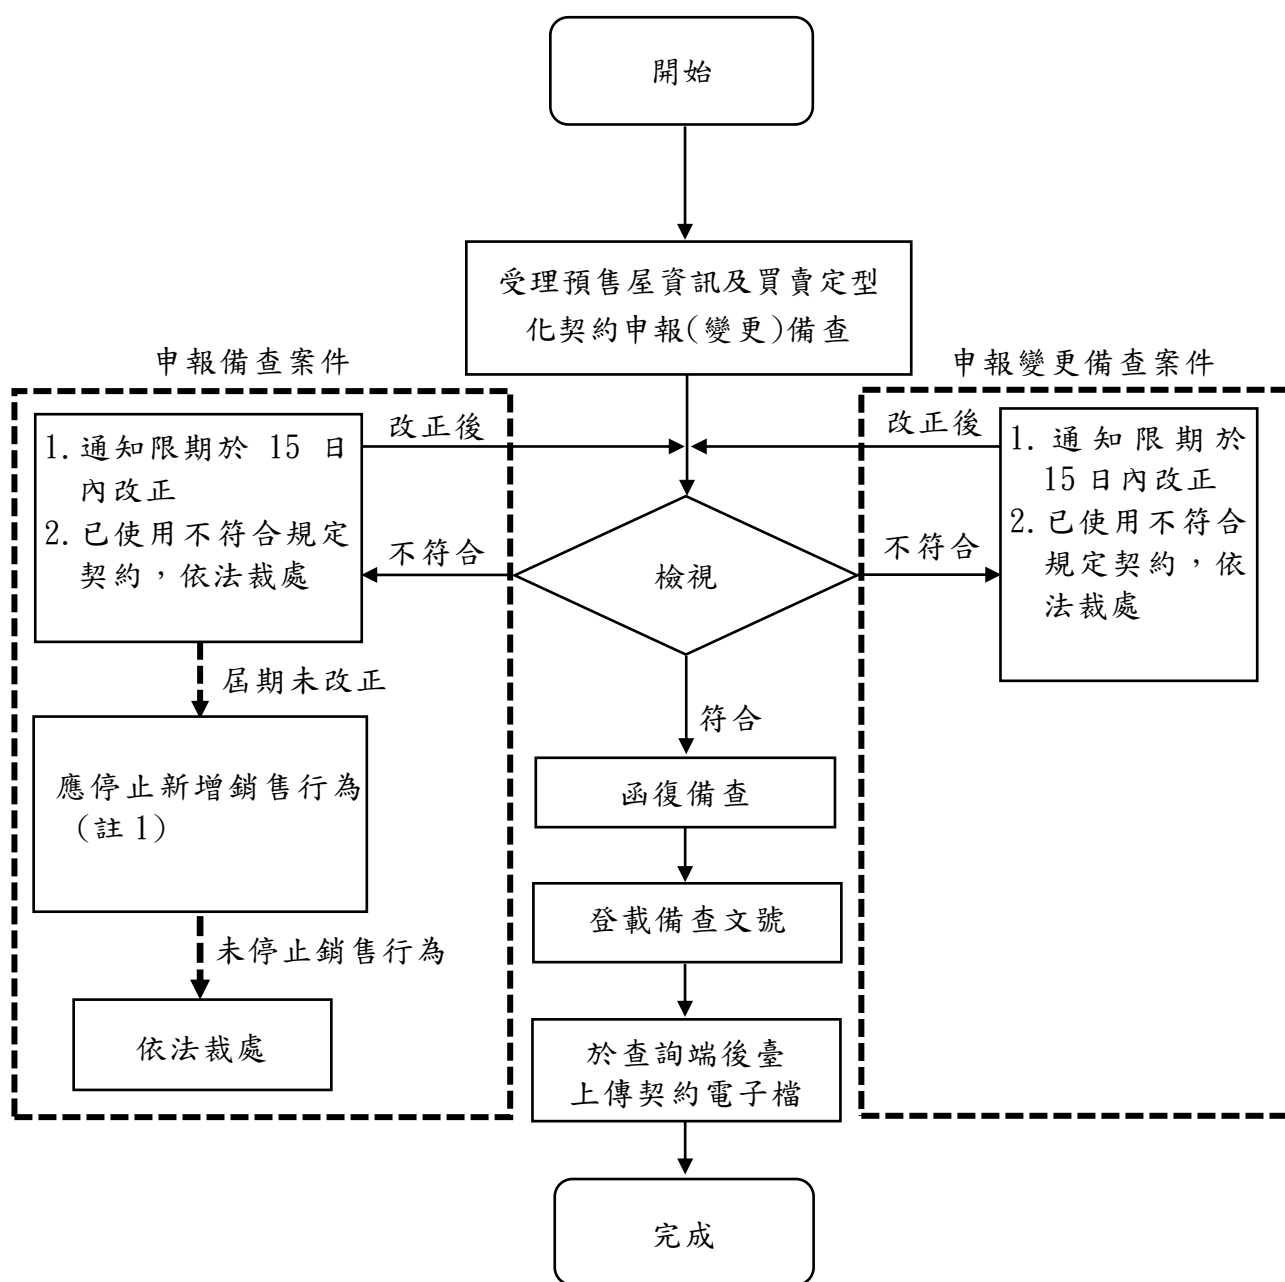 開始
受理預售屋資訊及買賣定型
化契約申報(變更)備查
申報備查案件
申報變更備查案件
1. 通知限期於 15 日
內改正
2. 已使用不符合規定
契約，依法裁處
改正後
改正後
1. 通知限期於
15 日內改正
2. 已使用不符合
規定契約，依
法裁處
不符合
檢視
不符合
屆期未改正
符合
應停止新增銷售行為
(註 1)
函復備查
登載備查文號
未停止銷售行為
依法裁處
於查詢端後臺
上傳契約電子檔
完成